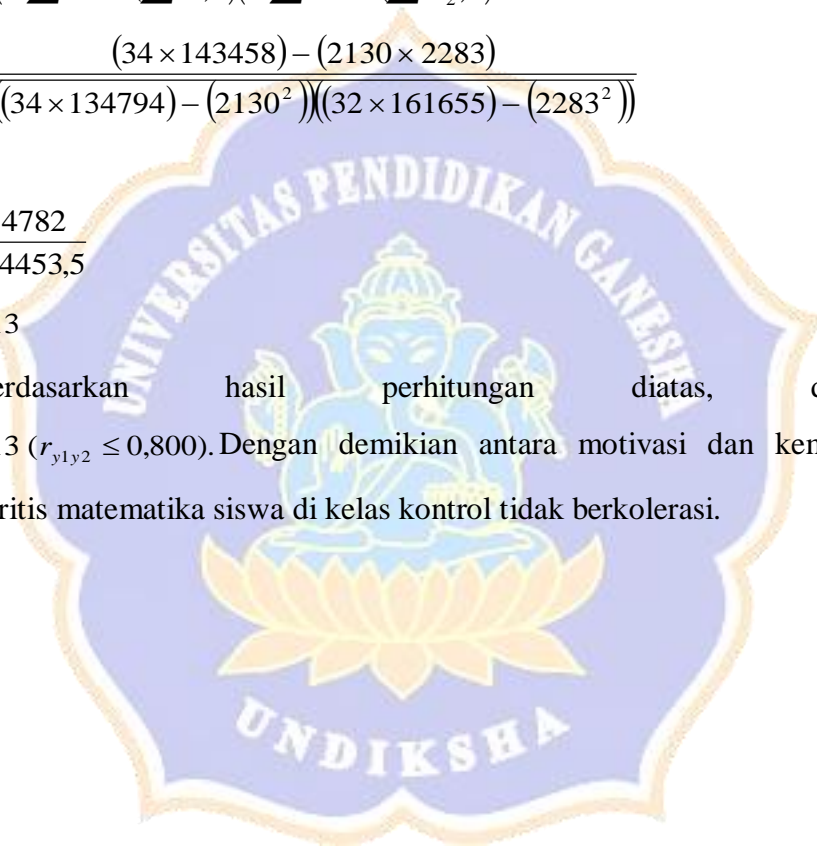 (34 × 143458) − (2130 × 2283)
((34 × 134794) − (2130²))((32 × 161655) − (2283²))
4782
4453,5
13
erdasarkan hasil perhitungan diatas, d
13 (r_{y1y2} ≤ 0,800). Dengan demikian antara motivasi dan ken
ritis matematika siswa di kelas kontrol tidak berkolerasi.
UNIVERSITAS PENDIDIKAN GANESHA
UNDIKSHA